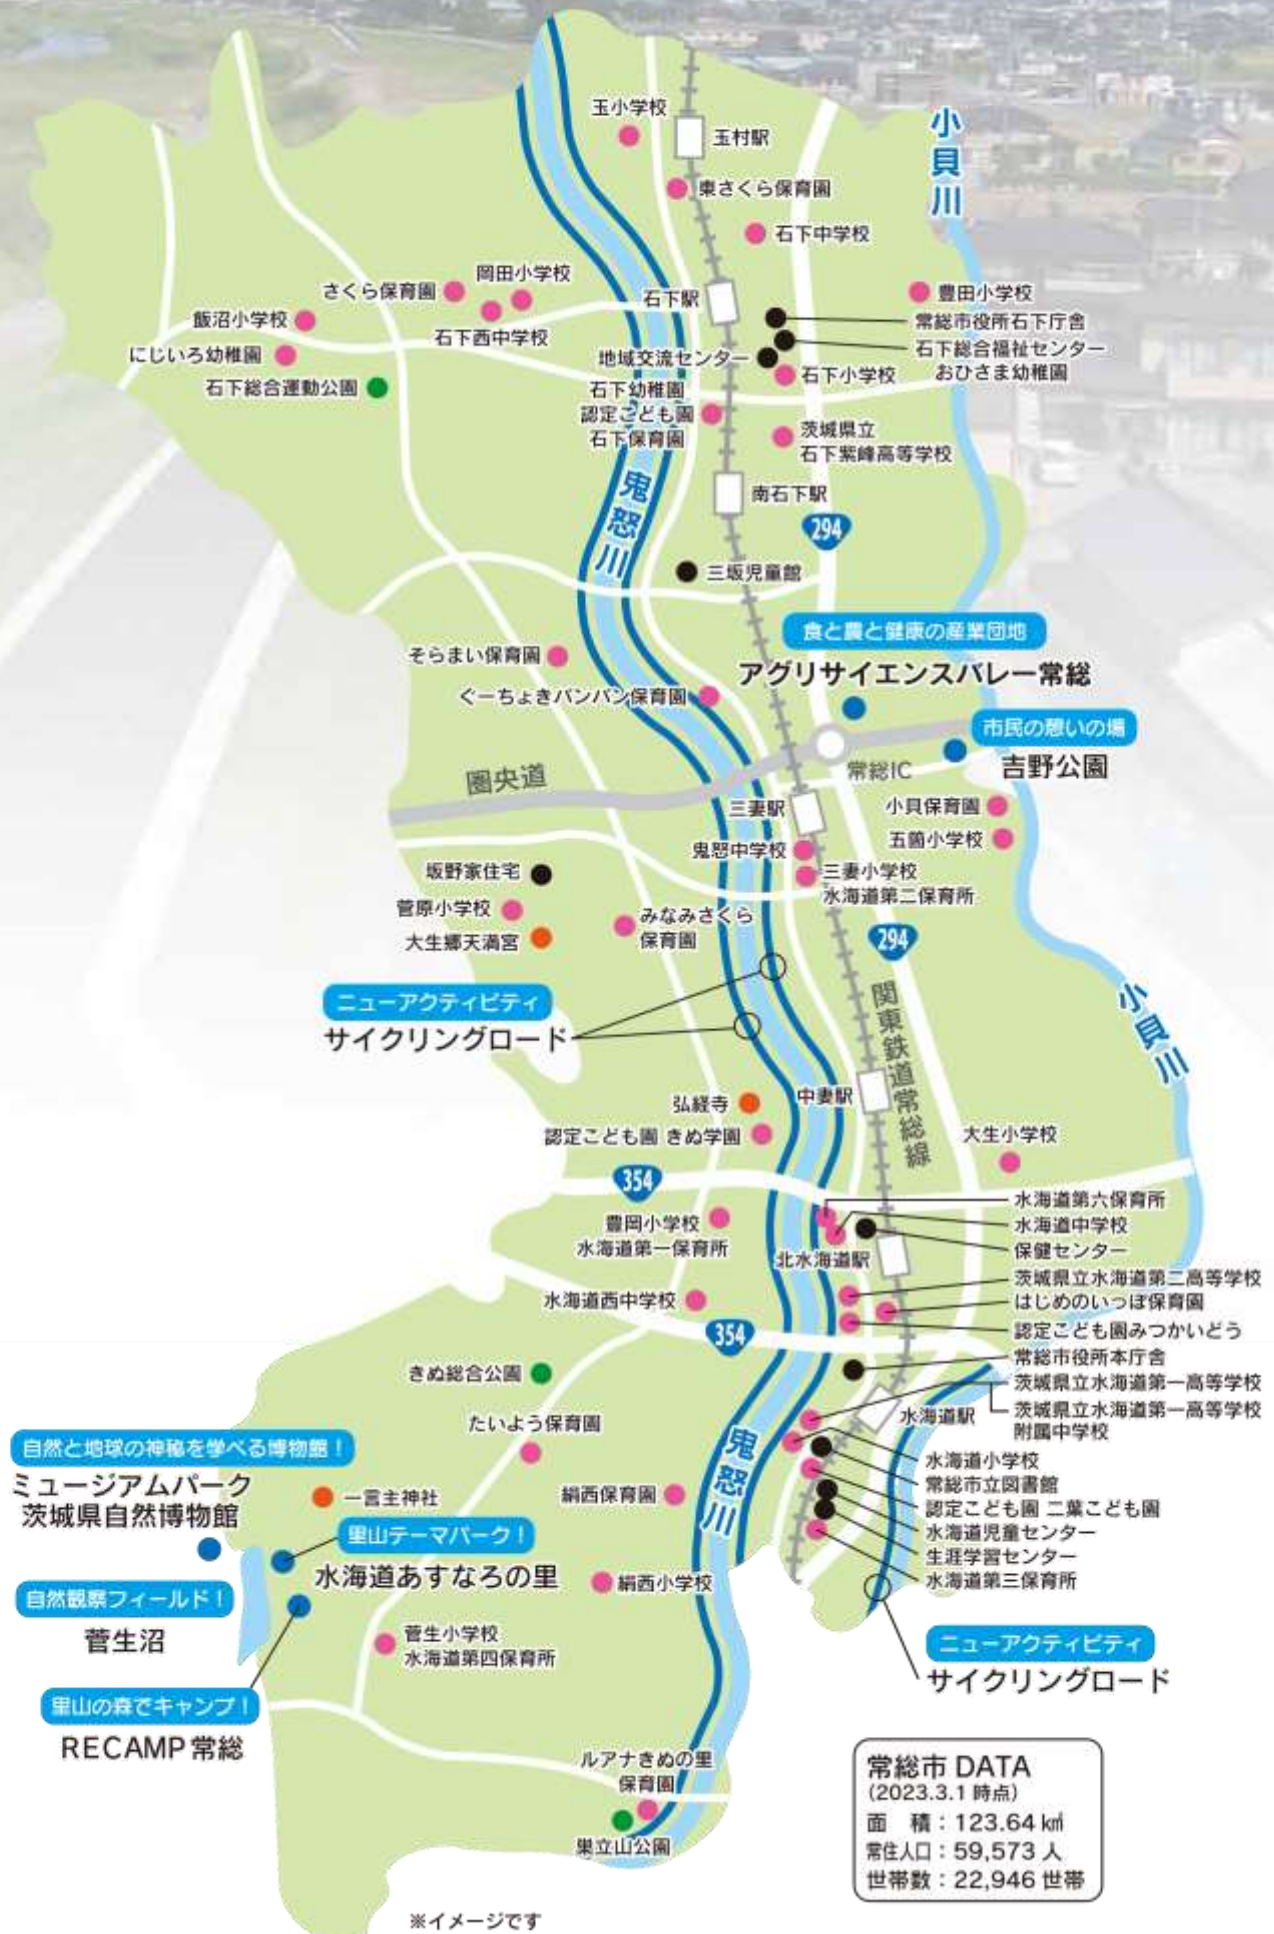 玉小学校
玉村駅
小貝川
東さくら保育園
石下中学校
岡田小学校
さくら保育園
石下駅
豊田小学校
飯沼小学校
石下西中学校
常総市役所石下庁舎
にじいろ幼稚園
地域交流センター
石下総合福祉センター
おひさま幼稚園
石下総合運動公園
石下幼稚園
認定こども園
石下保育園
石下小学校
茨城県立
石下紫峰高等学校
鬼怒川
南石下駅
294
三坂児童館
食と農と健康の産業団地
アグリサイエンスバレー常総
そらまい保育園
ぐーちょきパンパン保育園
市民の憩いの場
吉野公園
圏央道
常総IC
三妻駅
小貝保育園
鬼怒中学校
五箇小学校
坂野家住宅
三妻小学校
水海道第二保育所
菅原小学校
みなみさくら
保育園
大生郷天満宮
294
ニューアクティビティ
サイクリングロード
関東鉄道常総線
小貝川
弘経寺
中妻駅
認定こども園 きぬ学園
大生小学校
354
水海道第六保育所
豊岡小学校
水海道第一保育所
水海道中学校
保健センター
北水海道駅
茨城県立水海道第二高等学校
水海道西中学校
はじめのいっぽ保育園
354
認定こども園みつかいどう
常総市役所本庁舎
きぬ総合公園
茨城県立水海道第一高等学校
たいよう保育園
水海道駅
茨城県立水海道第一高等学校
附属中学校
自然と地球の神秘を学べる博物館！
ミュージアムパーク
茨城県自然博物館
鬼怒川
水海道小学校
常総市立図書館
一言主神社
絹西保育園
認定こども園 二葉こども園
里山テーマパーク！
水海道あすなろの里
水海道児童センター
生涯学習センター
絹西小学校
水海道第三保育所
自然観察フィールド！
菅生沼
菅生小学校
水海道第四保育所
ニューアクティビティ
サイクリングロード
里山の森でキャンプ！
RECAMP 常総
ルアナきぬの里
保育園
巣立山公園
常総市 DATA
(2023.3.1 時点)
面　積：123.64 ㎢
常住人口：59,573 人
世帯数：22,946 世帯
※イメージです